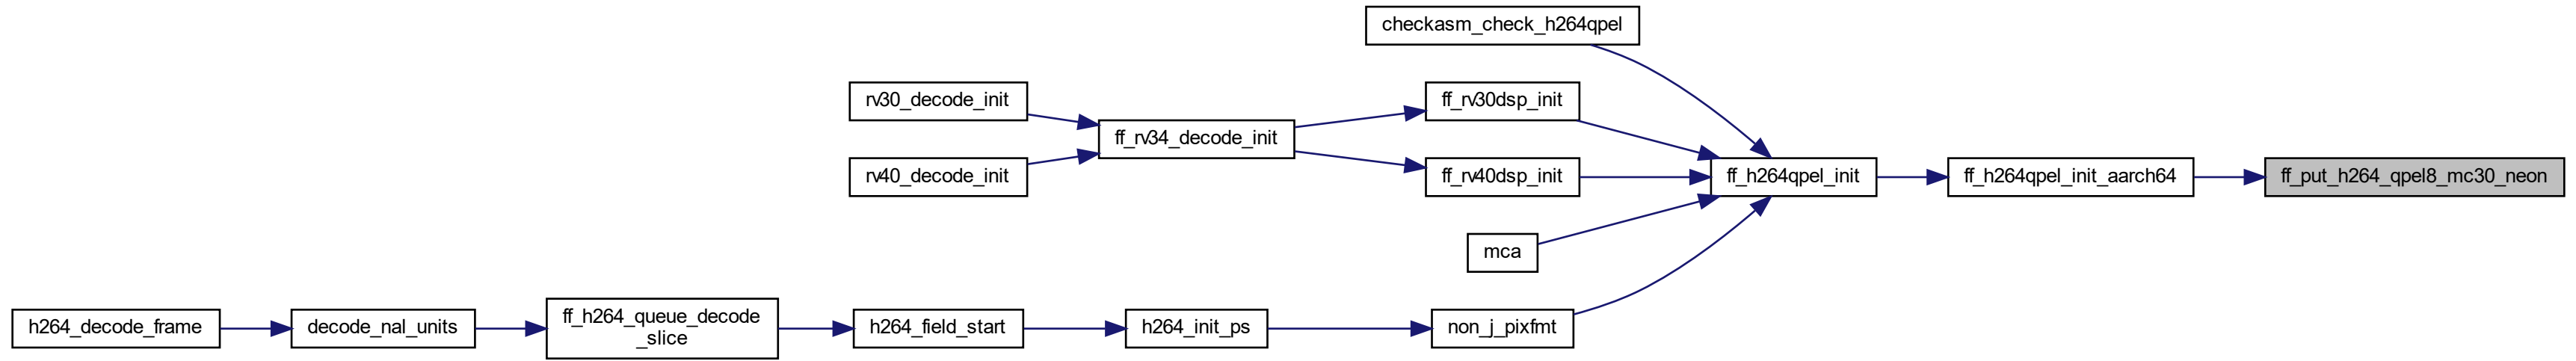 checkasm_check_h264qpel
rv30_decode_init
ff_rv30dsp_init
ff_rv34_decode_init
rv40_decode_init
ff_rv40dsp_init
ff_h264qpel_init
ff_h264qpel_init_aarch64
ff_put_h264_qpel8_mc30_neon
mca
h264_decode_frame
decode_nal_units
ff_h264_queue_decode
_slice
h264_field_start
h264_init_ps
non_j_pixfmt